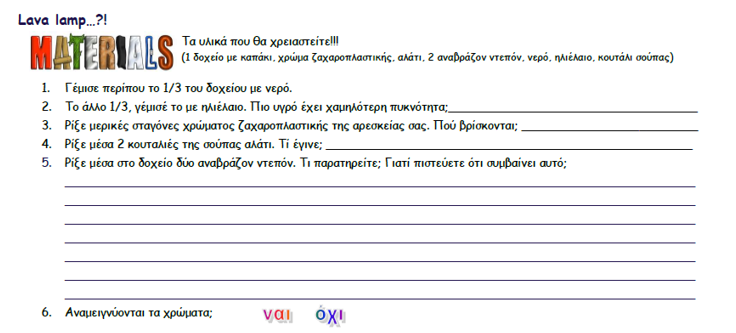 Lava lamp...?!
MATERIALS Τα υλικά που θα χρειαστείτε!!!
(1 δοχείο με καπάκι, χρώμα ζαχαροπλαστικής, αλάτι, 2 αναβράζον ντεπόν, νερό, ηλιέλαιο, κουτάλι σούπας)
1. Γέμισε περίπου το 1/3 του δοχείου με νερό.
2. Το άλλο 1/3, γέμισέ το με ηλιέλαιο. Πιο υγρό έχει χαμηλότερη πυκνότητα;
3. Ρίξε μερικές σταγόνες χρώματος ζαχαροπλαστικής της αρεσκείας σας. Πού βρίσκονται;
4. Ρίξε μέσα 2 κουταλιές της σούπας αλάτι. Τί έγινε;
5. Ρίξε μέσα στο δοχείο δύο αναβράζον ντεπόν. Τι παρατηρείτε; Γιατί πιστεύετε ότι συμβαίνει αυτό;
6. Αναμειγνύονται τα χρώματα; ναι όχι